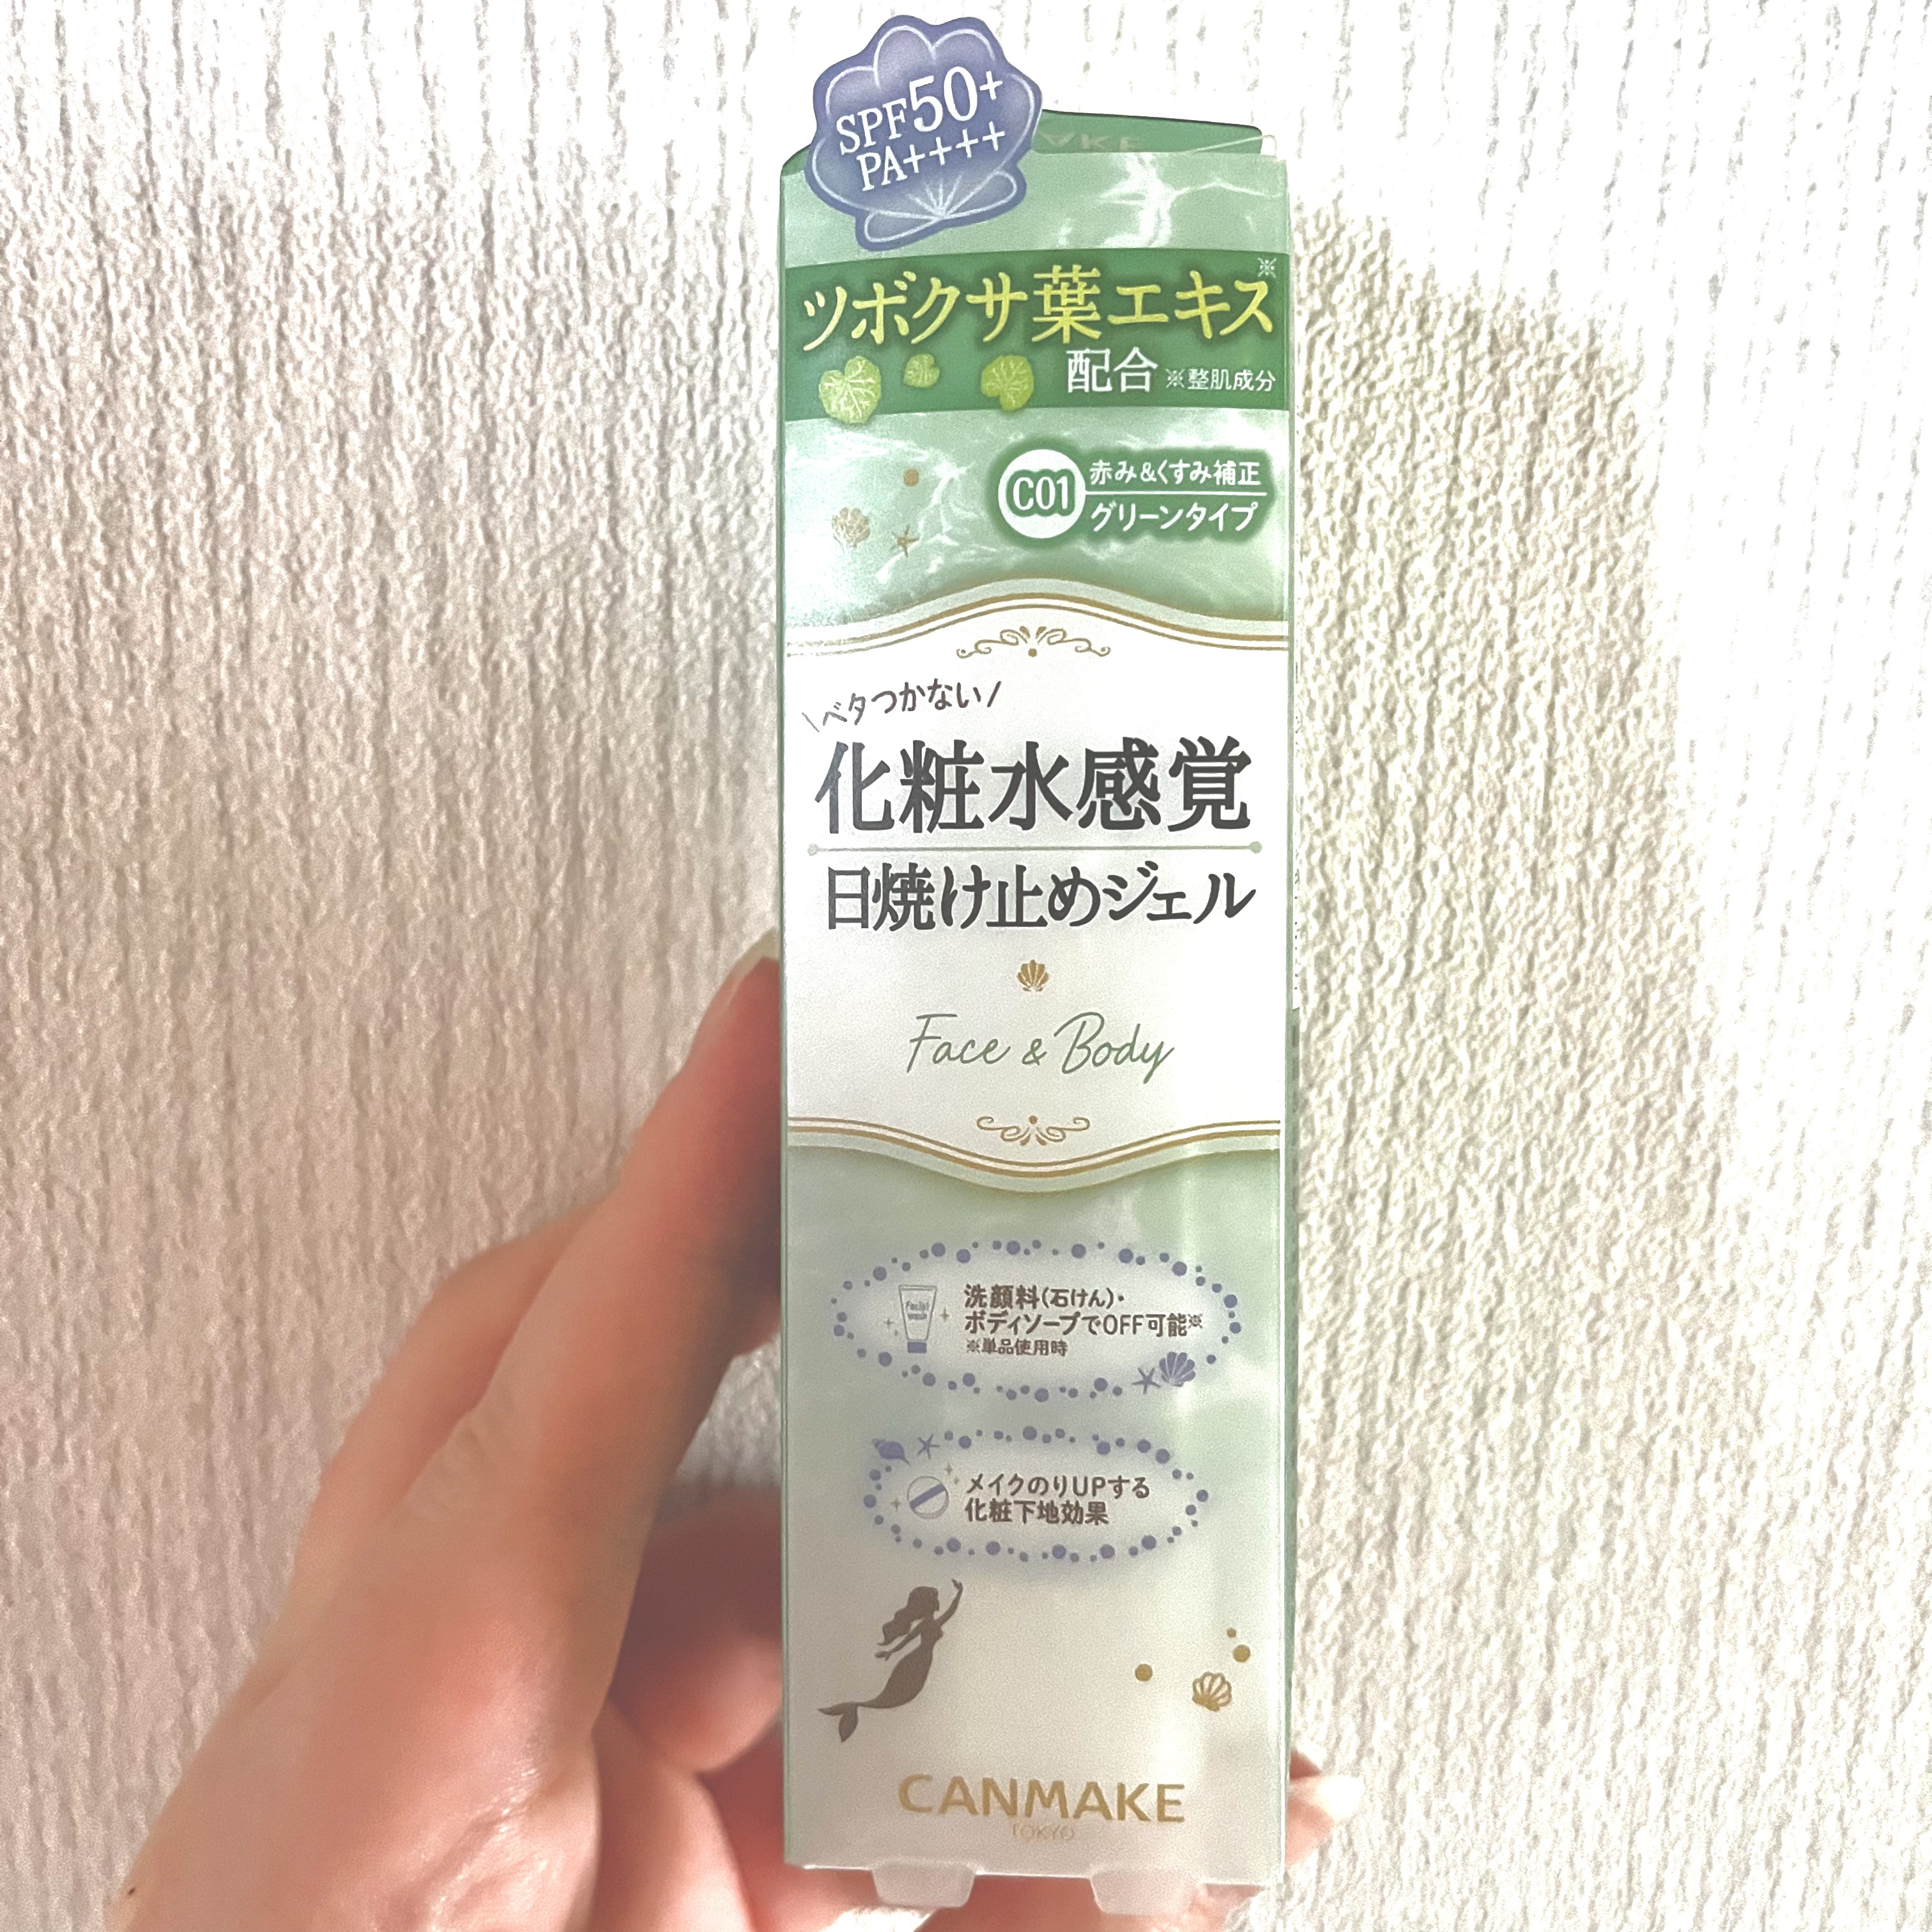 SPF50+
PA++++
ツボクサ葉エキス※
配合 ※整肌成分
C01 赤み&くすみ補正
グリーンタイプ
\ベタつかない/
化粧水感覚
日焼け止めジェル
Face & Body
Facial
wash
洗顔料(石けん)・
ボディソープでOFF可能※
※単品使用時
メイクのりUPする
化粧下地効果
CANMAKE
TOKYO